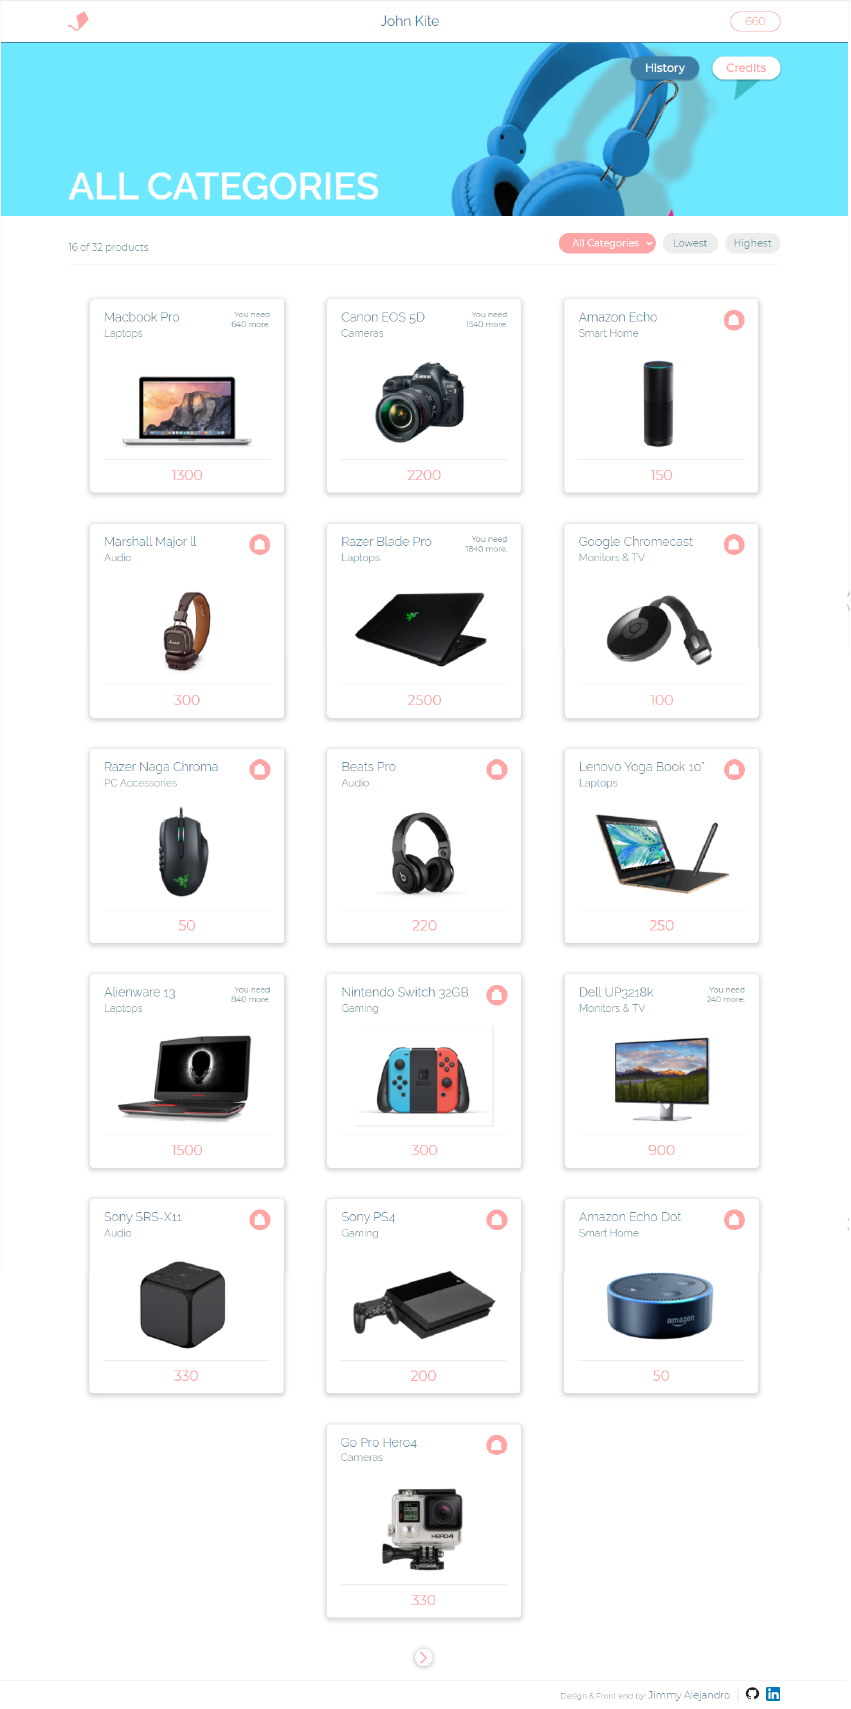 John Kite
660
History
Credits
ALL CATEGORIES
16 of 32 products
All Categories
Lowest
Highest
Macbook Pro
Laptops
You need
640 more.
1300
Canon EOS 5D
Cameras
You need
1540 more.
Canon
2200
Amazon Echo
Smart Home
150
Marshall Major ll
Audio
300
Razer Blade Pro
Laptops
You need
1840 more.
2500
Google Chromecast
Monitors & TV
100
Razer Naga Chroma
PC Accessories
50
Beats Pro
Audio
220
Lenovo Yoga Book 10"
Laptops
250
Alienware 13
Laptops
You need
840 more.
1500
Nintendo Switch 32GB
Gaming
300
Dell UP3218k
Monitors & TV
You need
240 more.
900
Sony SRS-X11
Audio
330
Sony PS4
Gaming
200
Amazon Echo Dot
Smart Home
amazon
50
Go Pro Hero4
Cameras
HERO4
330
Design & Front end by: Jimmy Alejandro
in